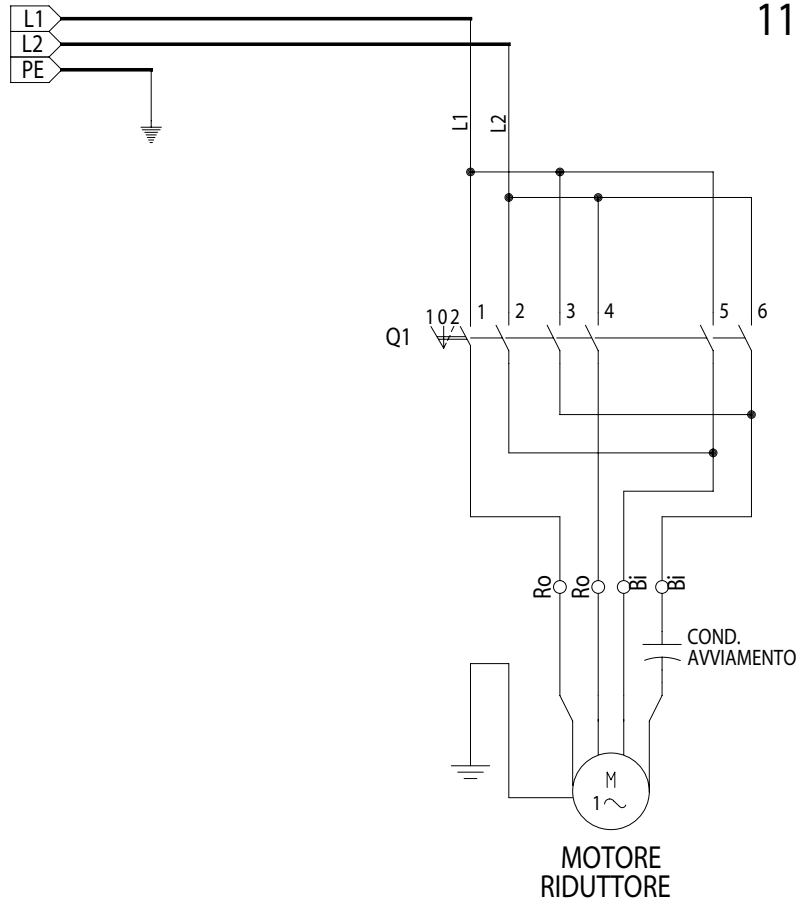 11
L1
L2
PE
L1
L2
1 0 2
1
2
3
4
5
6
Q1
Ro
Ro
Bi
Bi
COND.
AVVIAMENTO
M
1~
MOTORE
RIDUTTORE